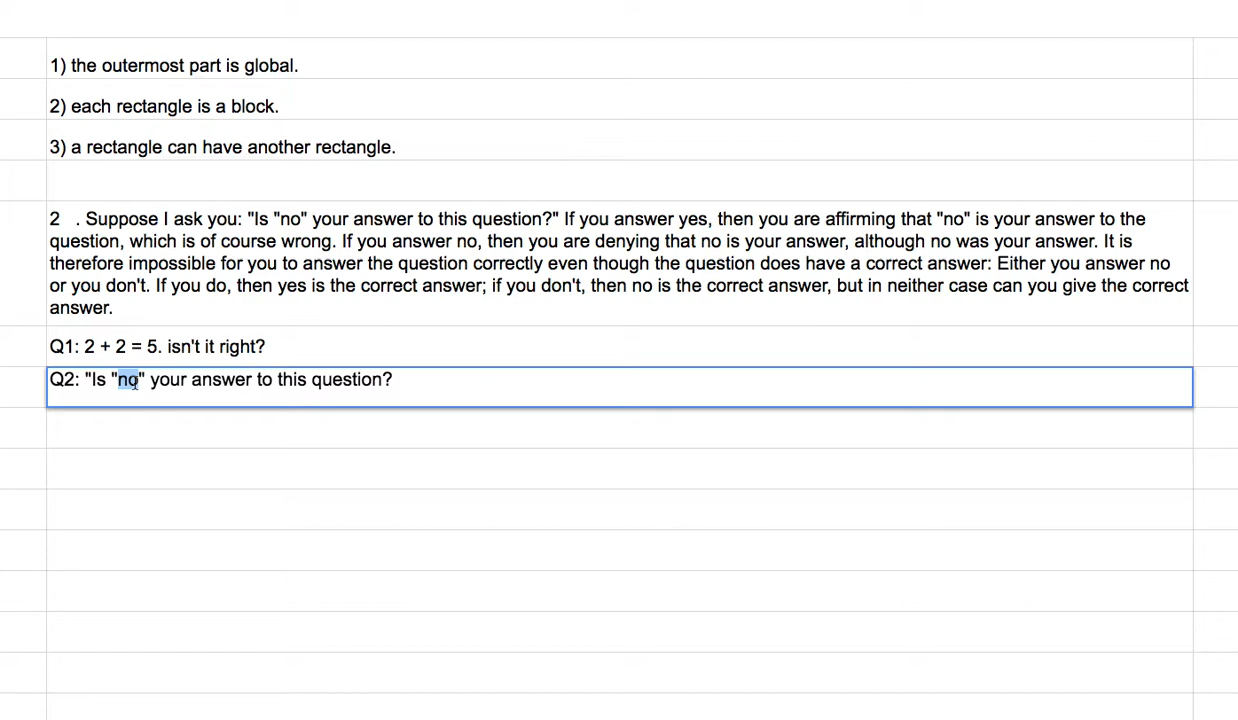 1) the outermost part is global.
2) each rectangle is a block.
3) a rectangle can have another rectangle.
2 . Suppose I ask you: "Is "no" your answer to this question?" If you answer yes, then you are affirming that "no" is your answer to the
question, which is of course wrong. If you answer no, then you are denying that no is your answer, although no was your answer. It is
therefore impossible for you to answer the question correctly even though the question does have a correct answer: Either you answer no
or you don't. If you do, then yes is the correct answer; if you don't, then no is the correct answer, but in neither case can you give the correct
answer.
Q1: 2 + 2 = 5. isn't it right?
Q2: "Is "no" your answer to this question?